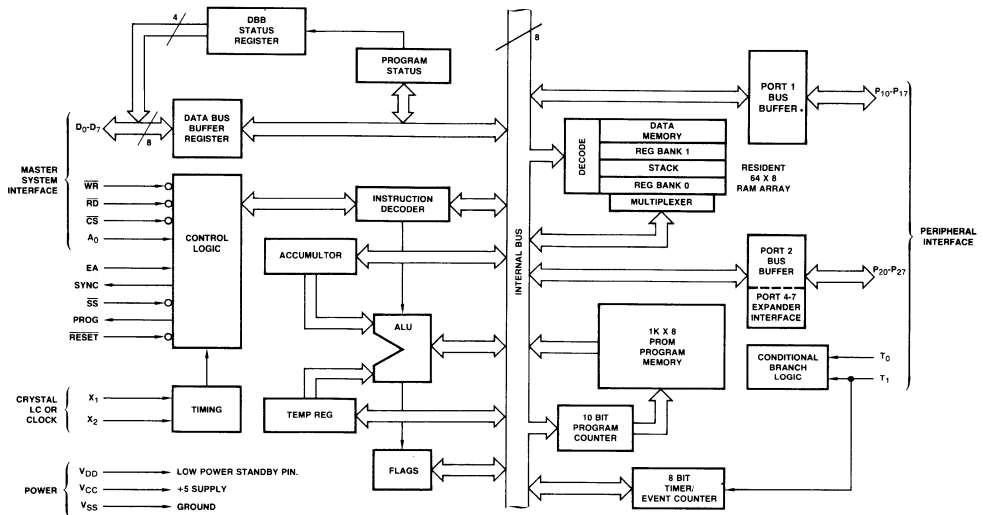 4
DBB
STATUS
REGISTER
PROGRAM
STATUS
8
PORT 1
BUS
BUFFER
P10-P17
D0-D7
8
DATA BUS
BUFFER
REGISTER
DECODE
DATA
MEMORY
REG BANK 1
STACK
REG BANK 0
MULTIPLEXER
RESIDENT
64 X 8
RAM ARRAY
MASTER
SYSTEM
INTERFACE
WR
RD
CS
A0
EA
SYNC
SS
PROG
RESET
CONTROL
LOGIC
INSTRUCTION
DECODER
ACCUMULTOR
ALU
TEMP REG
FLAGS
INTERNAL BUS
PORT 2
BUS
BUFFER
PORT 4-7
EXPANDER
INTERFACE
P20-P27
PERIPHERAL
INTERFACE
1K X 8
PROM
PROGRAM
MEMORY
CONDITIONAL
BRANCH
LOGIC
T0
T1
10 BIT
PROGRAM
COUNTER
8 BIT
TIMER/
EVENT COUNTER
CRYSTAL
LC OR
CLOCK
X1
X2
TIMING
POWER
VDD LOW POWER STANDBY PIN.
VCC +5 SUPPLY
VSS GROUND